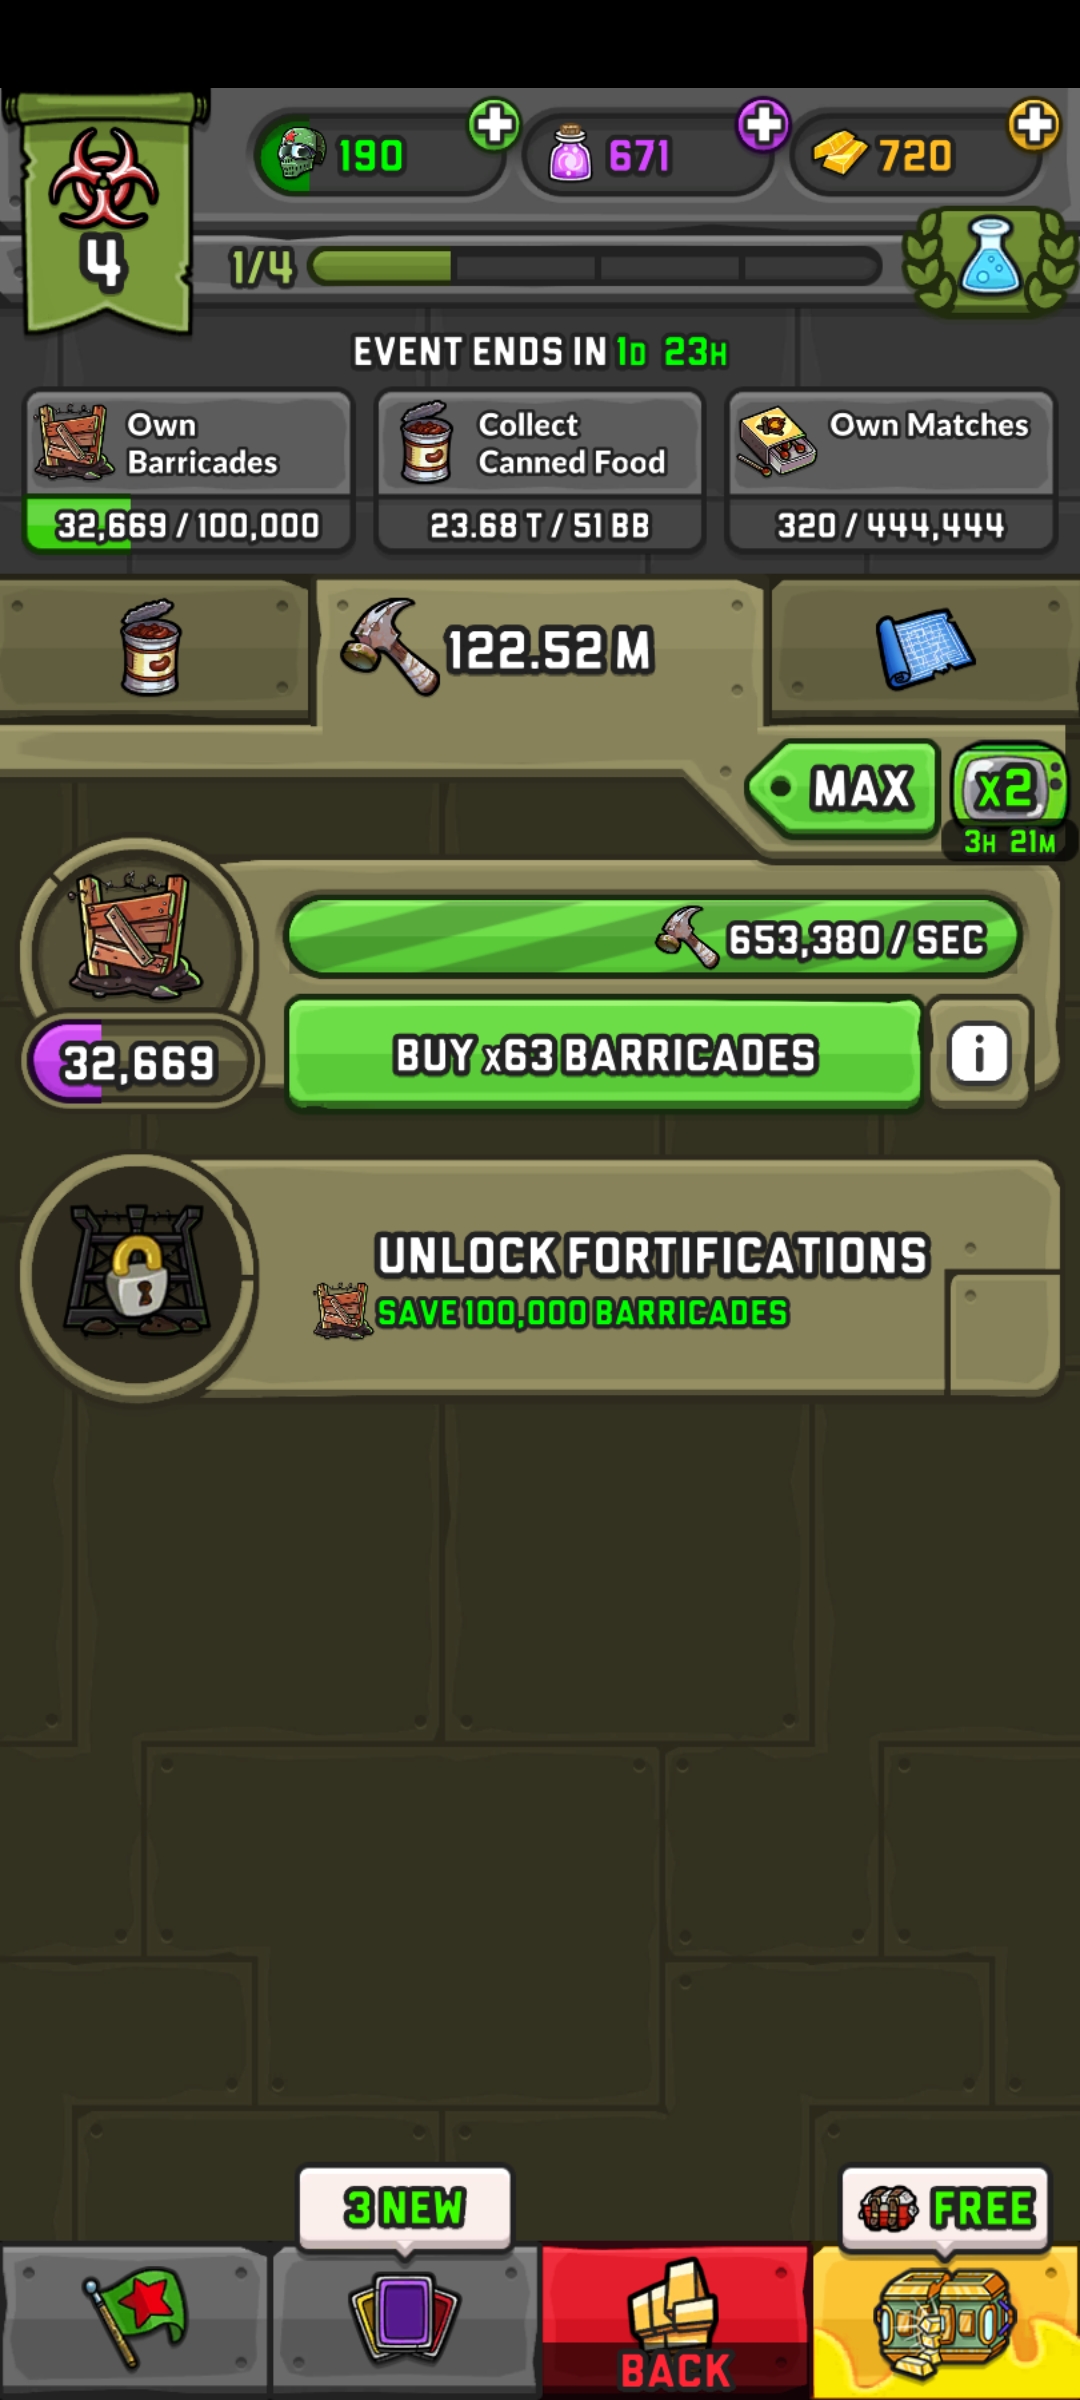 190
671
720
4
1/4
EVENT ENDS IN 1D 23H
Own
Barricades
32,669 / 100,000
Collect
Canned Food
23.68 T / 51 BB
Own Matches
320 / 444,444
122.52 M
MAX
x2
3H 21M
653,380 / SEC
32,669
BUY x63 BARRICADES
i
UNLOCK FORTIFICATIONS
SAVE 100,000 BARRICADES
3 NEW
FREE
BACK